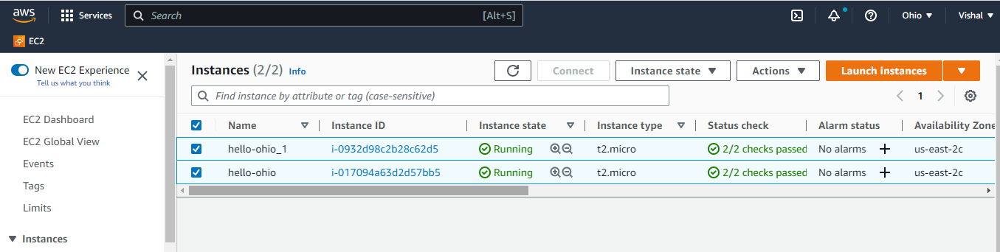 aws Services Search [Alt+S] Ohio Vishal
EC2
New EC2 Experience
Tell us what you think
EC2 Dashboard
EC2 Global View
Events
Tags
Limits
Instances
Instances (2/2) Info Connect Instance state Actions Launch instances
Find instance by attribute or tag (case-sensitive) 1
Name Instance ID Instance state Instance type Status check Alarm status Availability Zone
hello-ohio_1 i-0932d98c2b28c62d5 Running t2.micro 2/2 checks passed No alarms us-east-2c
hello-ohio i-017094a63d2d57bb5 Running t2.micro 2/2 checks passed No alarms us-east-2c